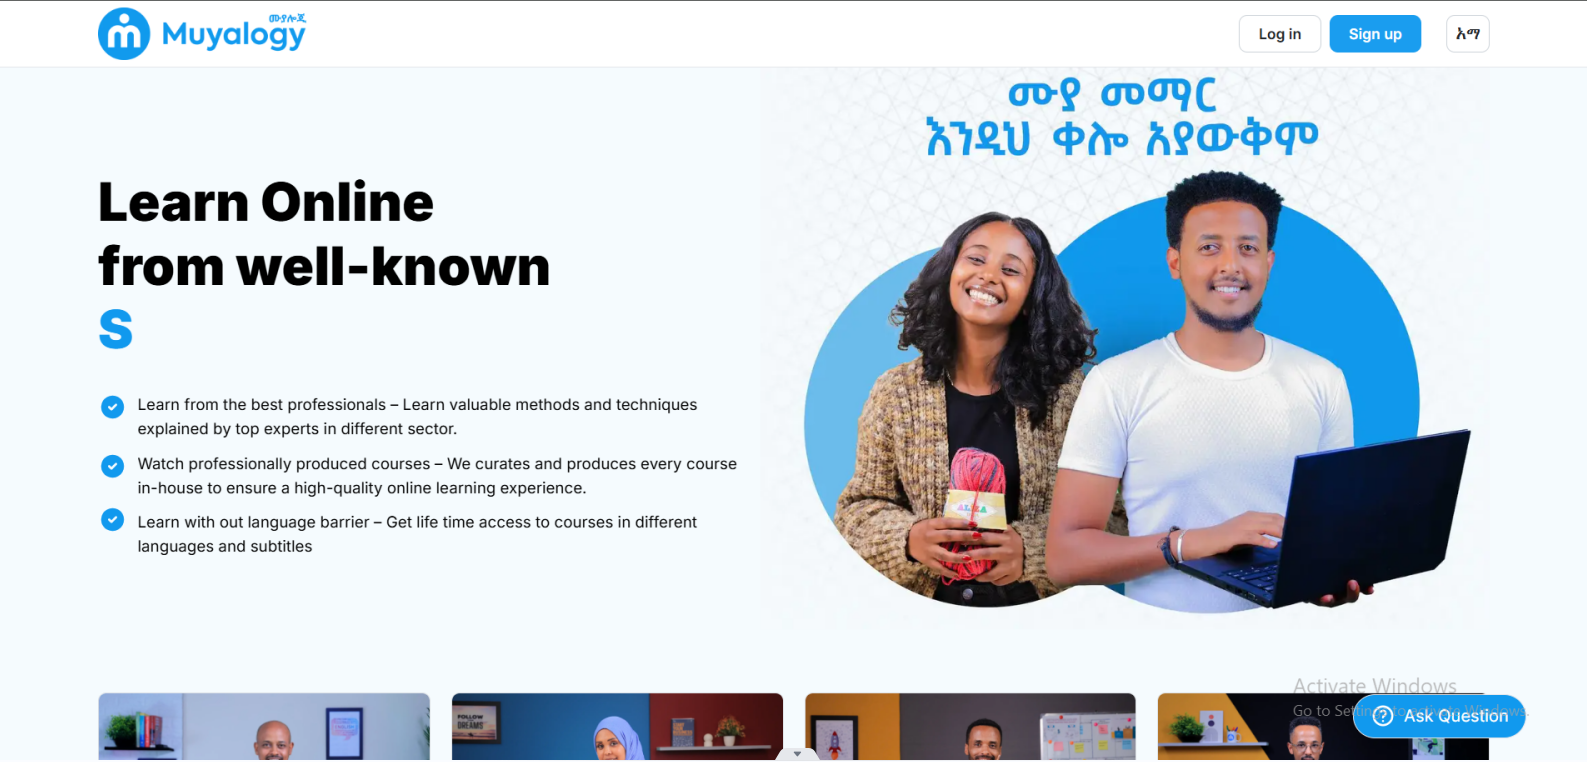 ሙያሎጂ
Muyalogy
Log in
Sign up
አማ
ሙያ መማር
እንዲህ ቀሎ አያውቅም
Learn Online
from well-known
S
Learn from the best professionals – Learn valuable methods and techniques
explained by top experts in different sector.
Watch professionally produced courses – We curates and produces every course
in-house to ensure a high-quality online learning experience.
Learn with out language barrier – Get life time access to courses in different
languages and subtitles
FOLLOW
DREAMS
Activate Windows
Go to Settings to activate Windows.
Ask Question